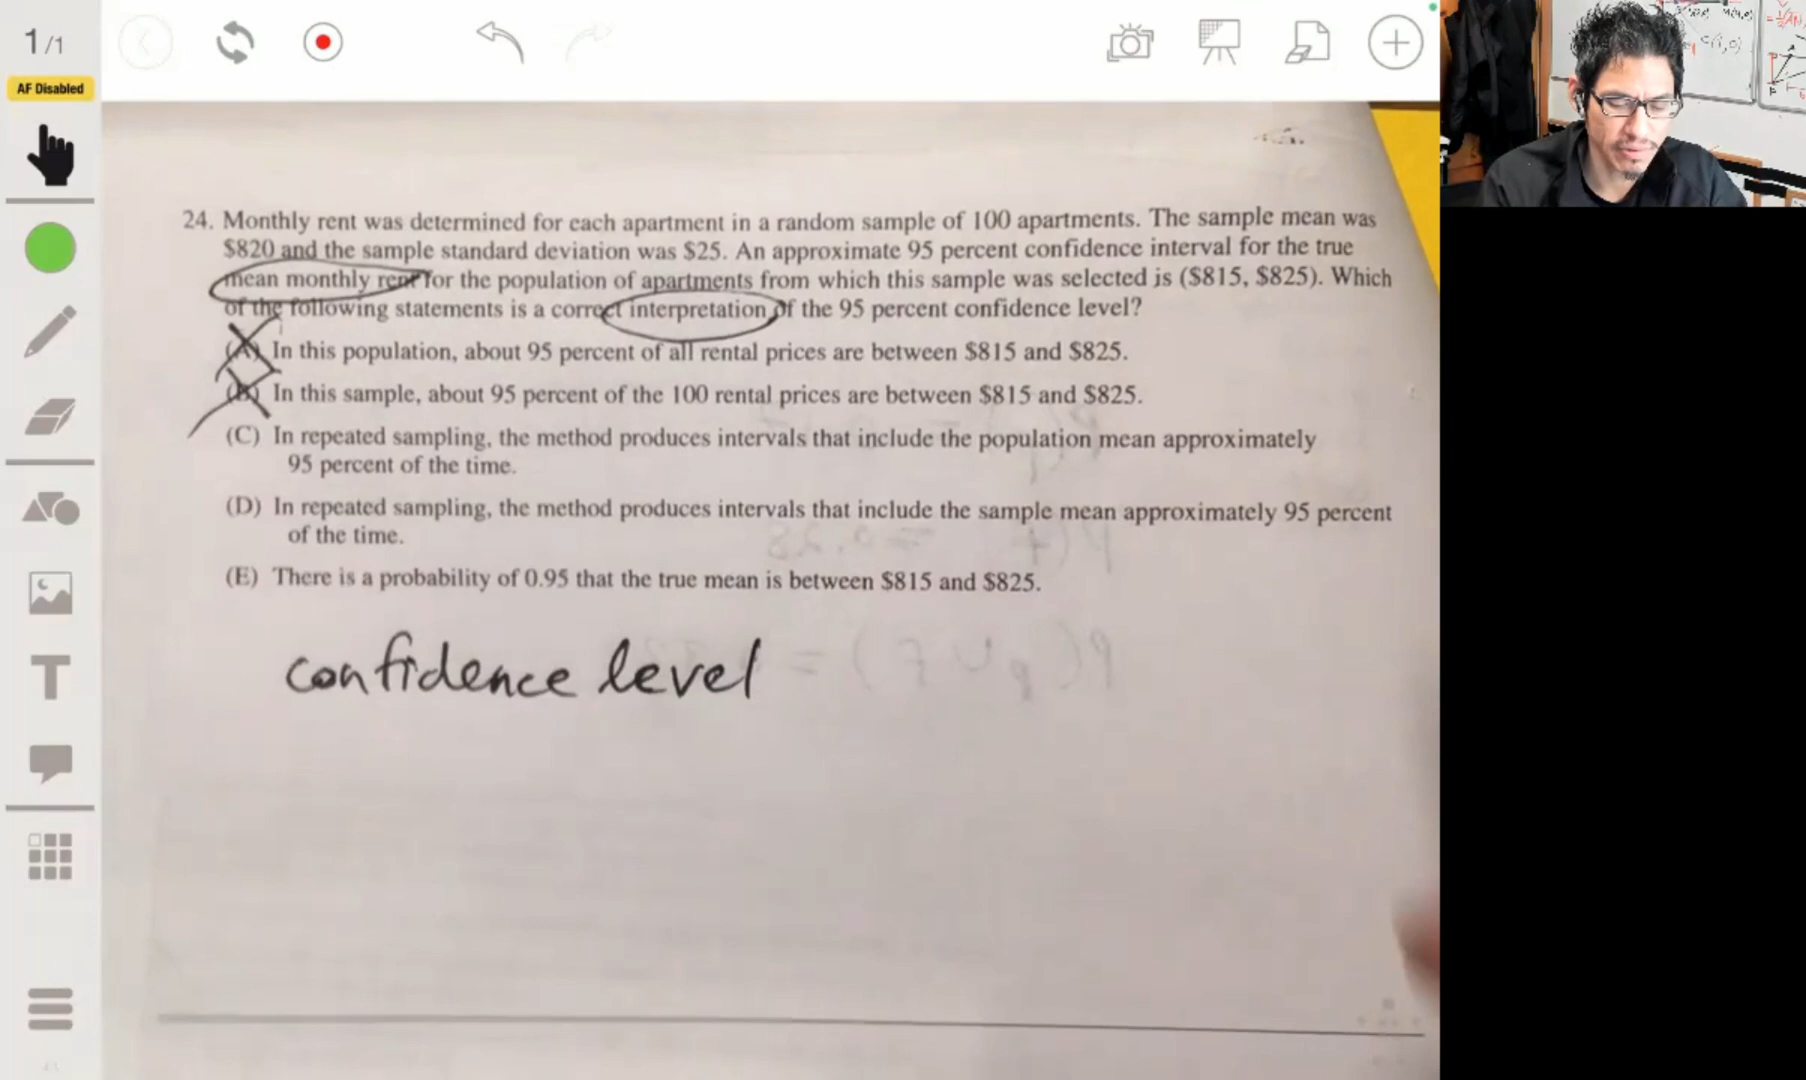 1/1
AF Disabled
24. Monthly rent was determined for each apartment in a random sample of 100 apartments. The sample mean was
$820 and the sample standard deviation was $25. An approximate 95 percent confidence interval for the true
mean monthly rent for the population of apartments from which this sample was selected is ($815, $825). Which
of the following statements is a correct interpretation of the 95 percent confidence level?
(A) In this population, about 95 percent of all rental prices are between $815 and $825.
(B) In this sample, about 95 percent of the 100 rental prices are between $815 and $825.
(C) In repeated sampling, the method produces intervals that include the population mean approximately
95 percent of the time.
(D) In repeated sampling, the method produces intervals that include the sample mean approximately 95 percent
of the time.
(E) There is a probability of 0.95 that the true mean is between $815 and $825.
confidence level
T